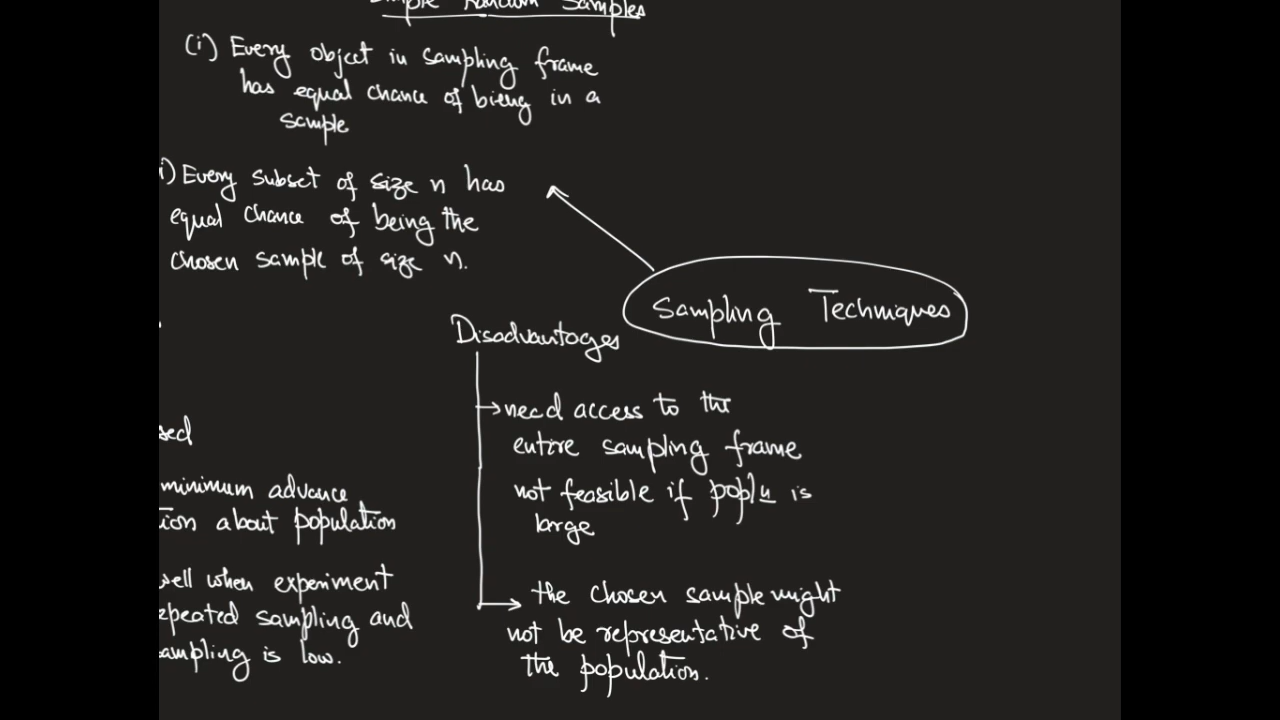 Simple Random Samples
(i) Every object in sampling frame
has equal chance of bieng in a
sample
i) Every subset of size n has
equal chance of being the
chosen sample of size n.
Sampling Techniques
Disadvantages
need access to the
entire sampling frame
not feasible if popln is
large
the chosen sample might
not be representative of
the population.
sed
minimum advance
tion about population
well when experiment
epeated sampling and
ampling is low.